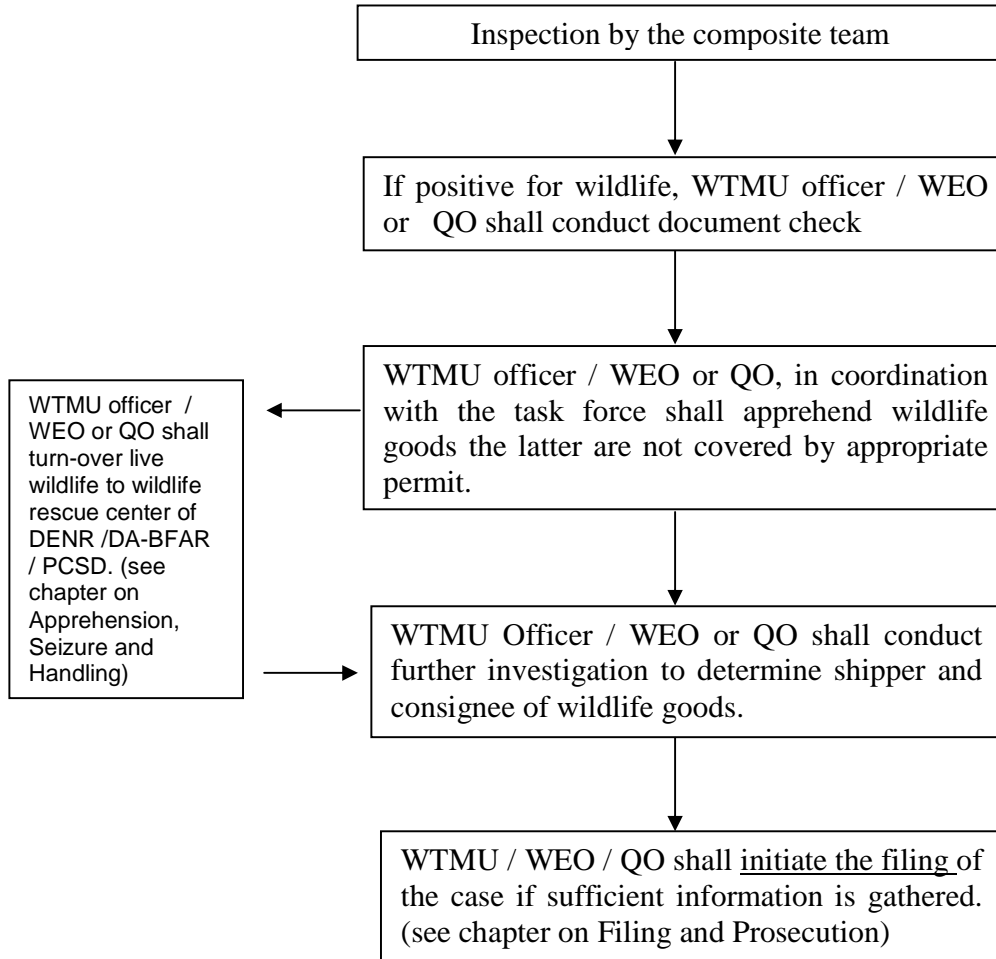 Inspection by the composite team
If positive for wildlife, WTMU officer / WEO
or QO shall conduct document check
WTMU officer / WEO or QO, in coordination
with the task force shall apprehend wildlife
goods the latter are not covered by appropriate
permit.
WTMU officer /
WEO or QO shall
turn-over live
wildlife to wildlife
rescue center of
DENR /DA-BFAR
/ PCSD. (see
chapter on
Apprehension,
Seizure and
Handling)
WTMU Officer / WEO or QO shall conduct
further investigation to determine shipper and
consignee of wildlife goods.
WTMU / WEO / QO shall initiate the filing of
the case if sufficient information is gathered.
(see chapter on Filing and Prosecution)